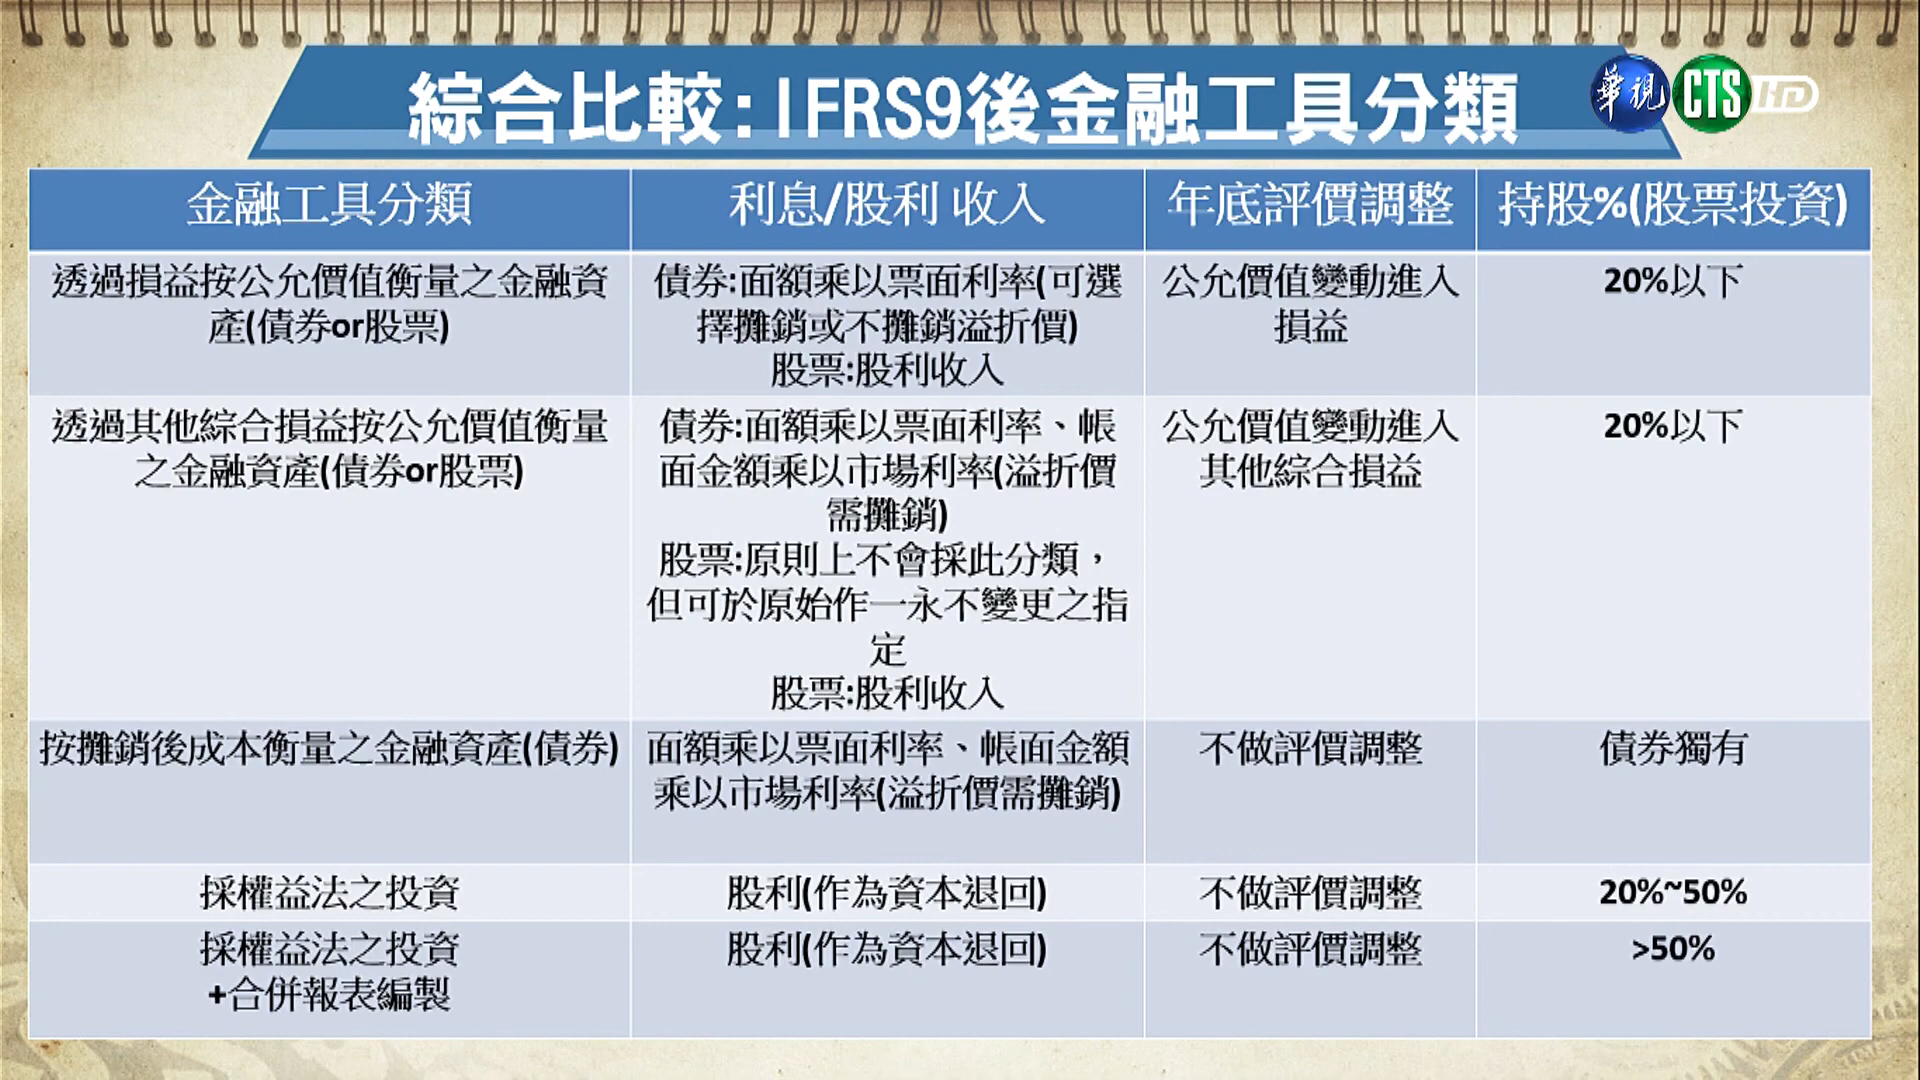 綜合比較:IFRS9後金融工具分類
華視 CTS HD
金融工具分類
利息/股利 收入
年底評價調整
持股%(股票投資)
透過損益按公允價值衡量之金融資
產(債券or股票)
債券:面額乘以票面利率(可選
擇攤銷或不攤銷溢折價)
股票:股利收入
公允價值變動進入
損益
20%以下
透過其他綜合損益按公允價值衡量
之金融資產(債券or股票)
債券:面額乘以票面利率、帳
面金額乘以市場利率(溢折價
需攤銷)
股票:原則上不會採此分類，
但可於原始作一永不變更之指
定
股票:股利收入
公允價值變動進入
其他綜合損益
20%以下
按攤銷後成本衡量之金融資產(債券)
面額乘以票面利率、帳面金額
乘以市場利率(溢折價需攤銷)
不做評價調整
債券獨有
採權益法之投資
股利(作為資本退回)
不做評價調整
20%~50%
採權益法之投資
+合併報表編製
股利(作為資本退回)
不做評價調整
>50%